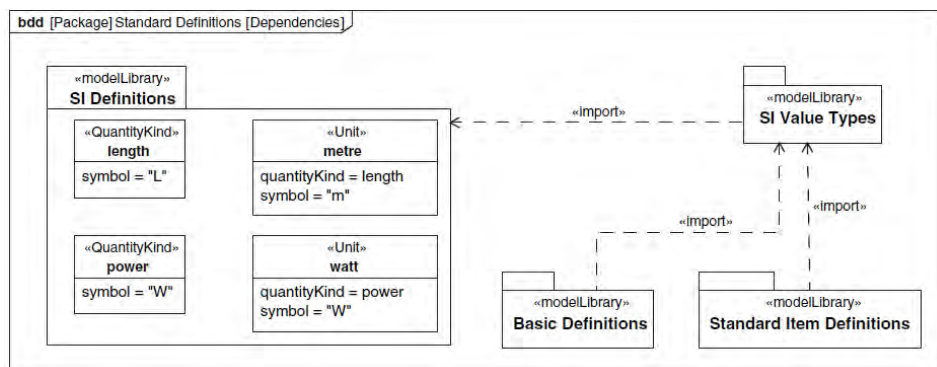 bdd [Package] Standard Definitions [Dependencies]
«modelLibrary»
SI Definitions
«QuantityKind»
length
symbol = "L"
«Unit»
metre
quantityKind = length
symbol = "m"
«QuantityKind»
power
symbol = "W"
«Unit»
watt
quantityKind = power
symbol = "W"
«import»
«modelLibrary»
SI Value Types
«import»
«import»
«modelLibrary»
Basic Definitions
«modelLibrary»
Standard Item Definitions